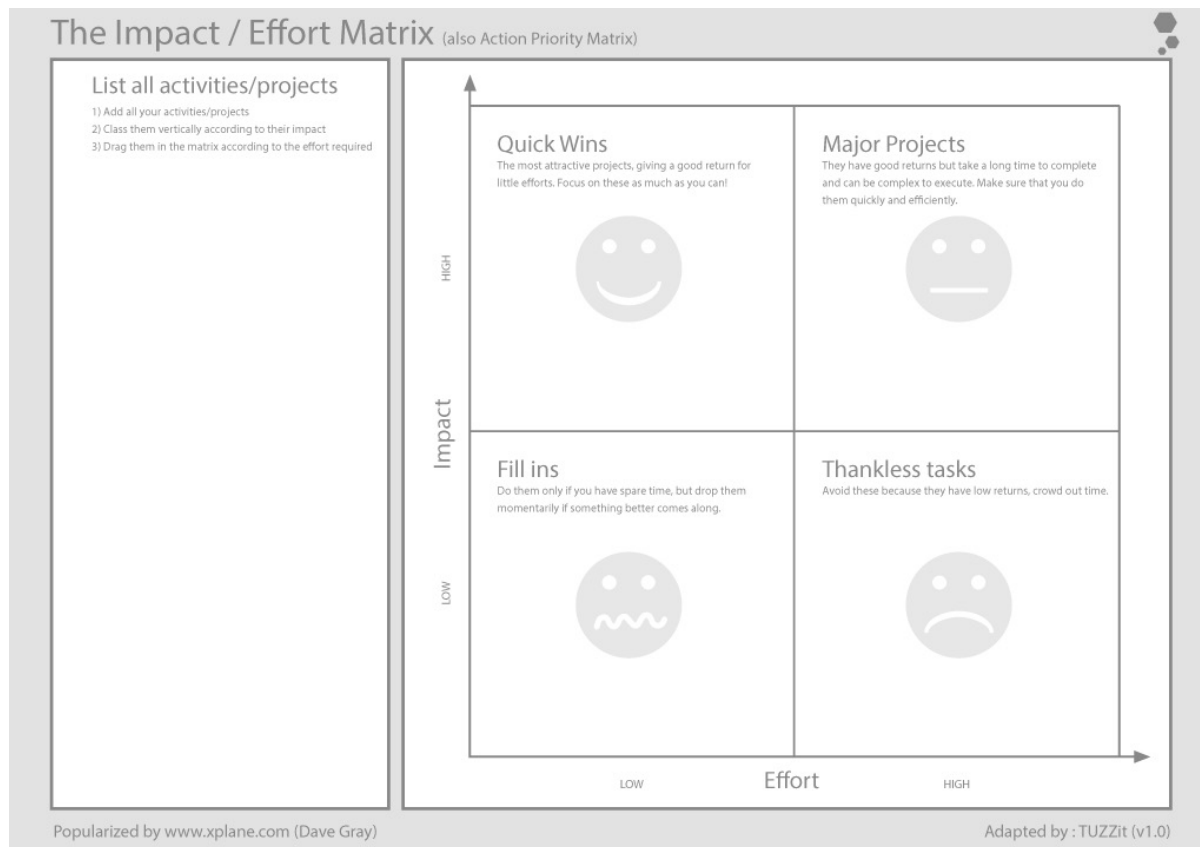 The Impact / Effort Matrix (also Action Priority Matrix)
List all activities/projects
1) Add all your activities/projects
2) Class them vertically according to their impact
3) Drag them in the matrix according to the effort required
Quick Wins
The most attractive projects, giving a good return for
little efforts. Focus on these as much as you can!
Major Projects
They have good returns but take a long time to complete
and can be complex to execute. Make sure that you do
them quickly and efficiently.
HIGH
Impact
Fill ins
Do them only if you have spare time, but drop them
momentarily if something better comes along.
Thankless tasks
Avoid these because they have low returns, crowd out time.
LOW
LOW
Effort
HIGH
Popularized by www.xplane.com (Dave Gray)
Adapted by : TUZZit (v1.0)